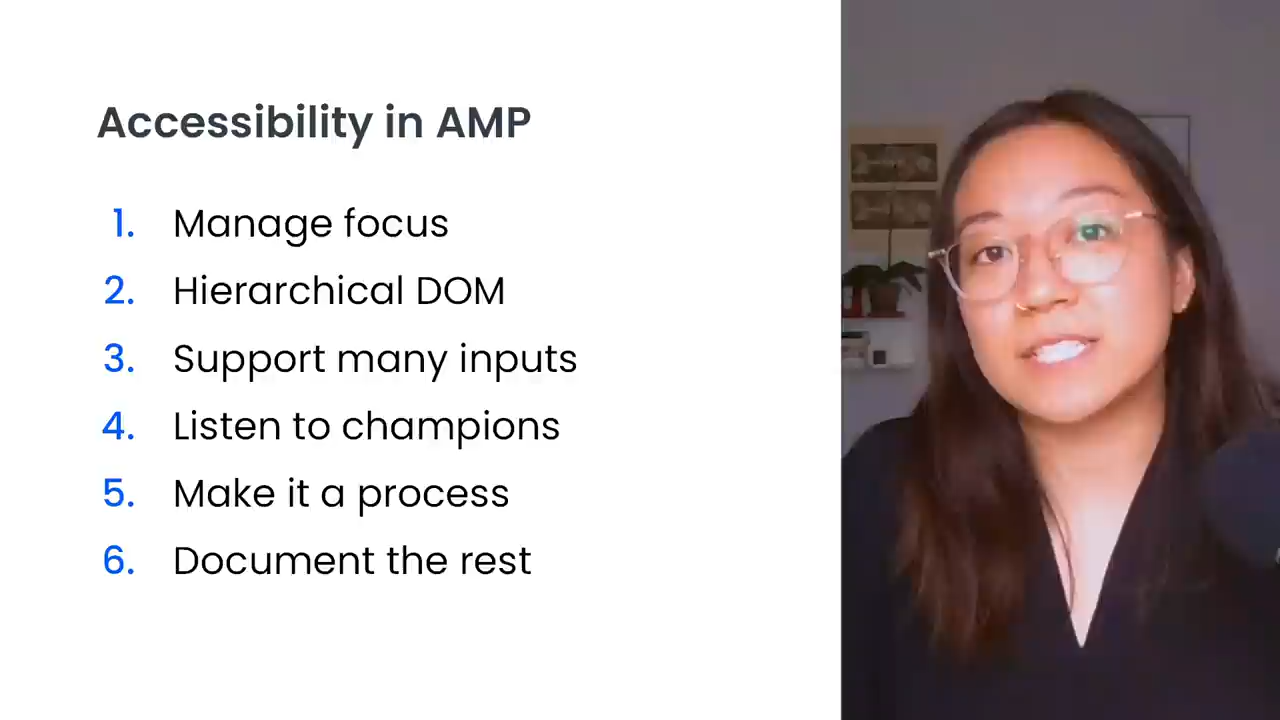 Accessibility in AMP
1. Manage focus
2. Hierarchical DOM
3. Support many inputs
4. Listen to champions
5. Make it a process
6. Document the rest